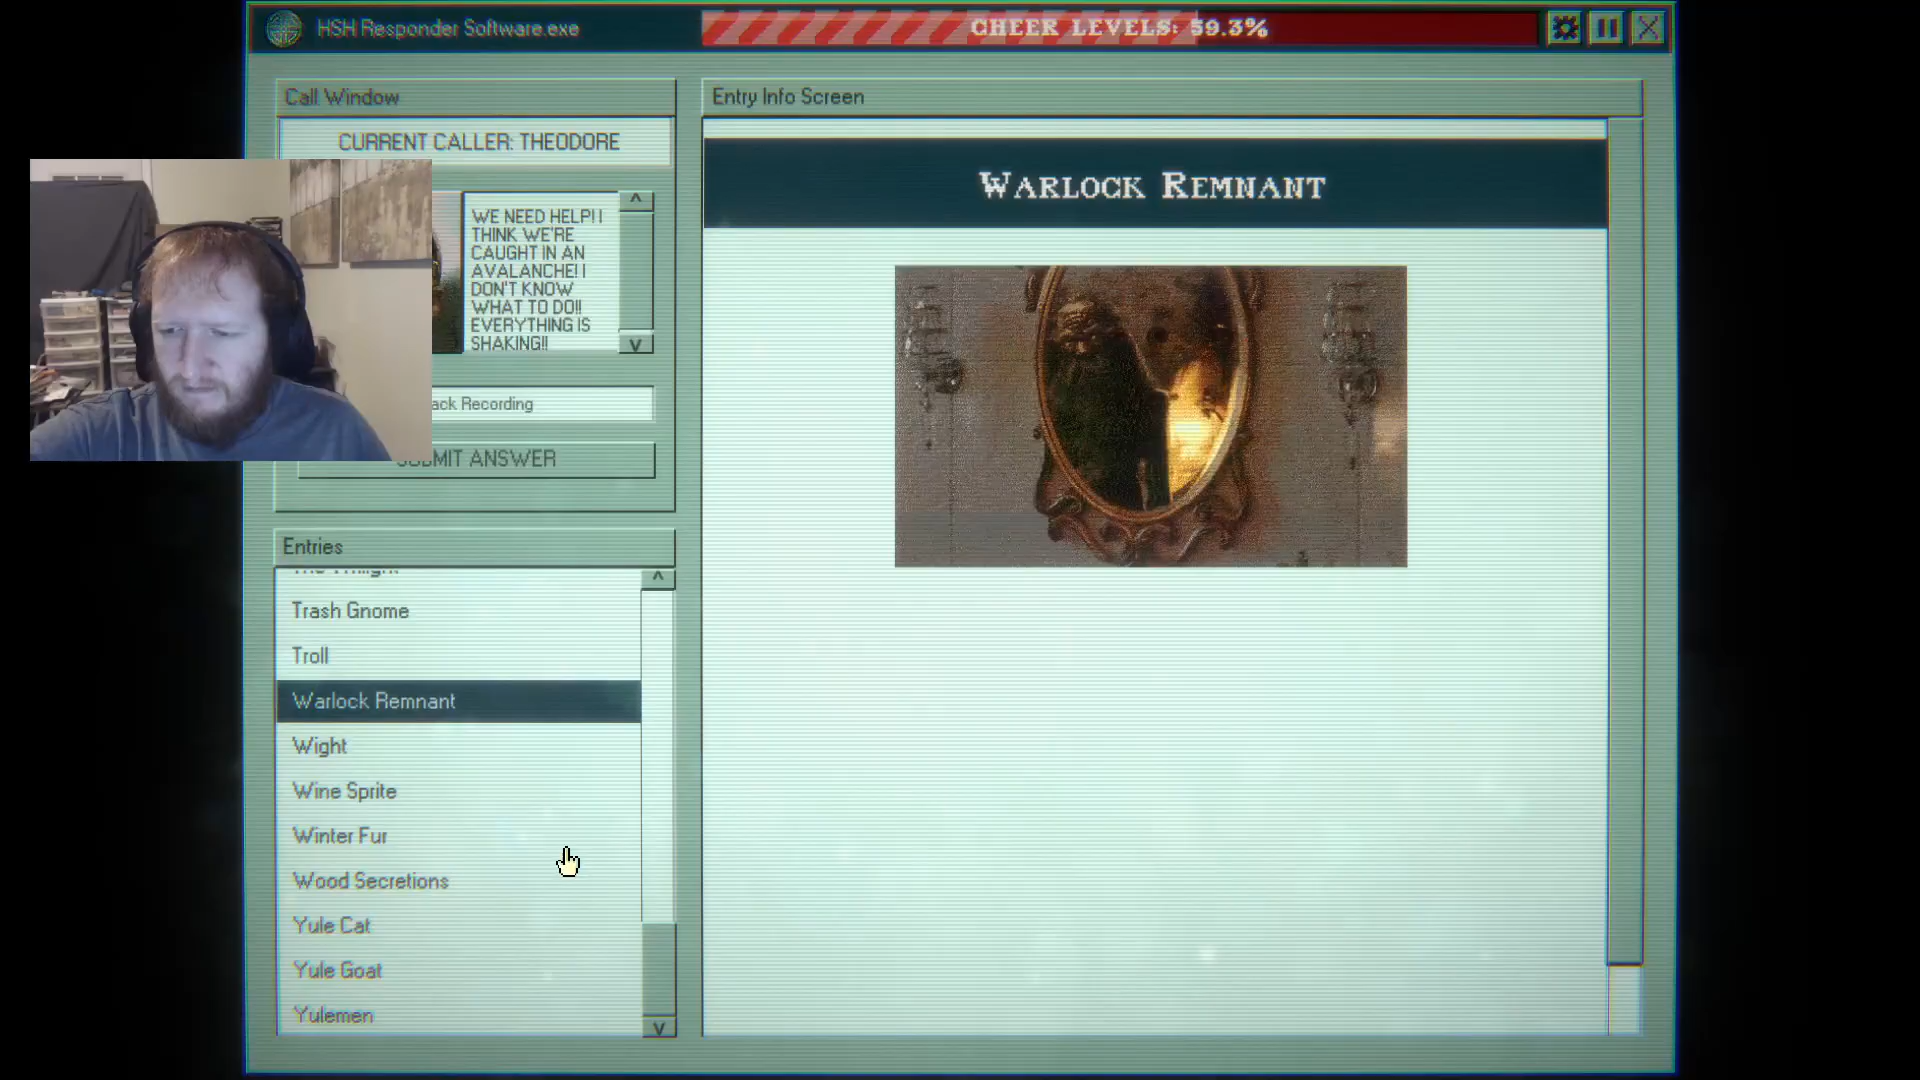 HSH Responder Software.exe
CHEER LEVELS: 59.3%
Call Window
CURRENT CALLER: THEODORE
WE NEED HELP!! I
THINK WE'RE
CAUGHT IN AN
AVALANCHE! I
DON'T KNOW
WHAT TO DO!!
EVERYTHING IS
SHAKING!!
Recording
ANSWER
Entries
Trash Gnome
Troll
Warlock Remnant
Wight
Wine Sprite
Winter Fur
Wood Secretions
Yule Cat
Yule Goat
Yulemen
Entry Info Screen
WARLOCK REMNANT